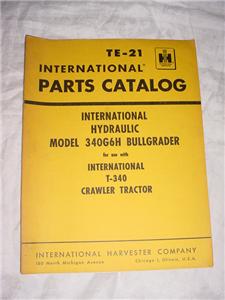 TE-21
INTERNATIONAL®
PARTS CATALOG
INTERNATIONAL
HYDRAULIC
MODEL 340G6H BULLGRADER
for use with
INTERNATIONAL
T-340
CRAWLER TRACTOR
INTERNATIONAL HARVESTER COMPANY
180 North Michigan Avenue Chicago 1, Illinois, U.S.A.